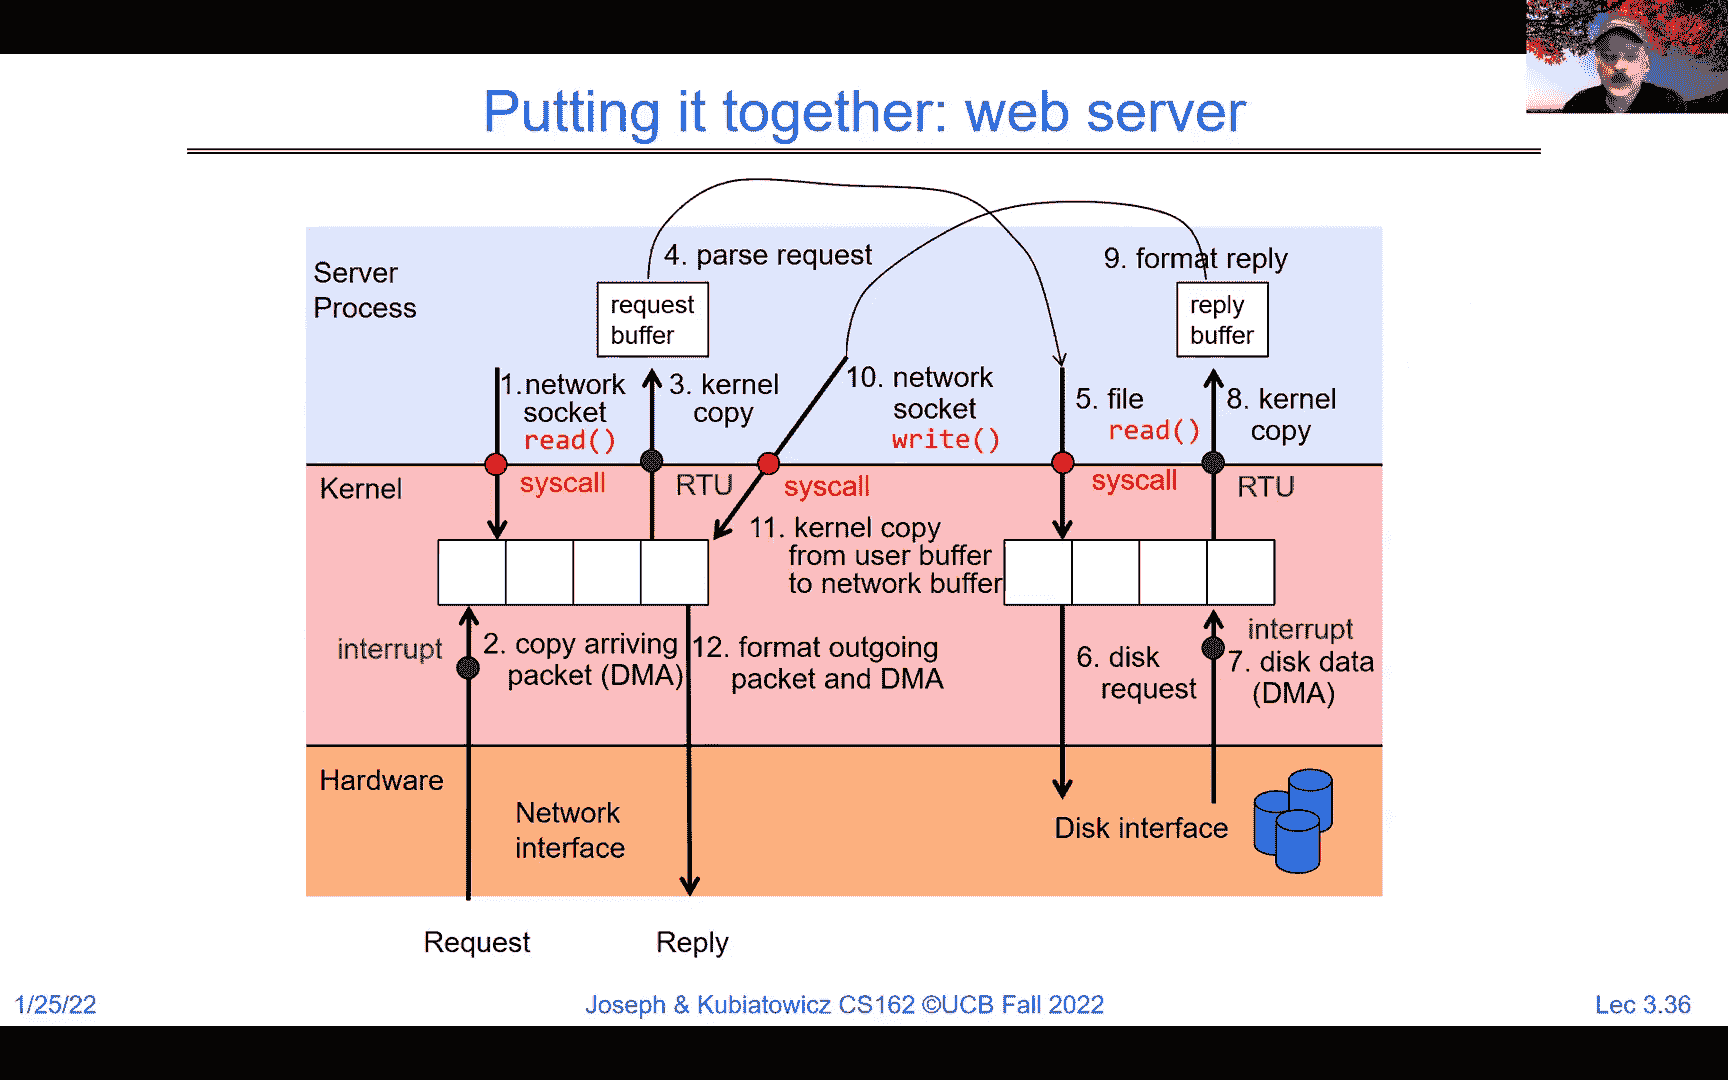 Putting it together: web server
Server
Process
4. parse request
9. format reply
request
buffer
reply
buffer
1.network
socket
read()
3. kernel
copy
10. network
socket
write()
5. file
read()
8. kernel
copy
Kernel
syscall
RTU
syscall
syscall
RTU
11. kernel copy
from user buffer
to network buffer
interrupt
2. copy arriving
packet (DMA)
12. format outgoing
packet and DMA
6. disk
request
interrupt
7. disk data
(DMA)
Hardware
Network
interface
Disk interface
Request
Reply
1/25/22
Joseph & Kubiatowicz CS162 ©UCB Fall 2022
Lec 3.36